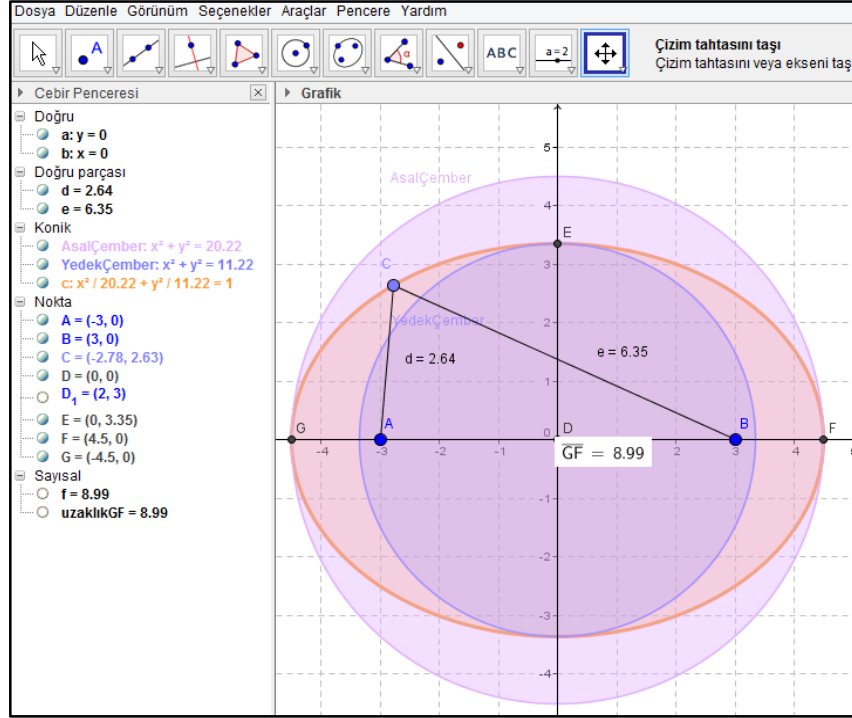 Dosya Düzenle Görünüm Seçenekler Araçlar Pencere Yardım
A
α
ABC
a=2
Çizim tahtasını taşı
Çizim tahtasını veya ekseni taş
Cebir Penceresi
Grafik
Doğru
a: y = 0
b: x = 0
Doğru parçası
d = 2.64
e = 6.35
Konik
AsalÇember: x² + y² = 20.22
YedekÇember: x² + y² = 11.22
c: x² / 20.22 + y² / 11.22 = 1
Nokta
A = (-3, 0)
B = (3, 0)
C = (-2.78, 2.63)
D = (0, 0)
D₁ = (2, 3)
E = (0, 3.35)
F = (4.5, 0)
G = (-4.5, 0)
Sayısal
f = 8.99
uzaklıkGF = 8.99
5
AsalÇember
4
E
C
3
YedekÇember
2
d = 2.64
e = 6.35
1
G
A
0
D
B
F
-4
-3
2
3
4
GF = 8.99
-1
-2
-3
-4